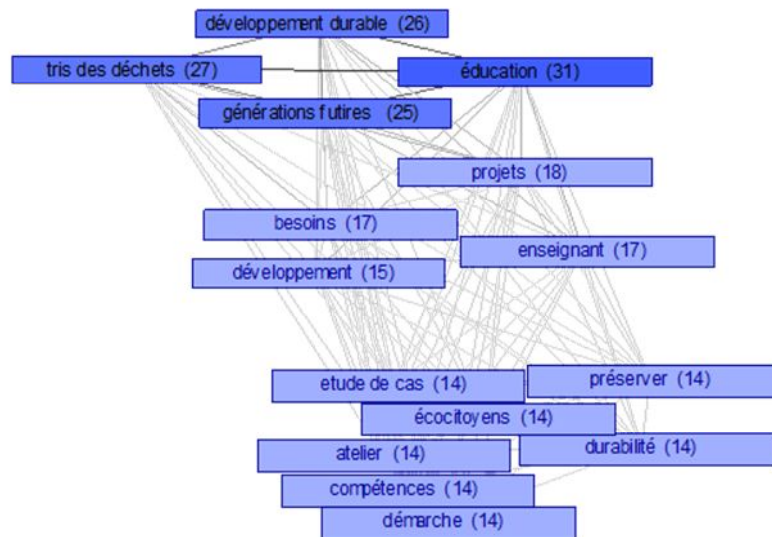 développement durable (26)
tris des déchets (27)
éducation (31)
générations futires (25)
projets (18)
besoins (17)
enseignant (17)
développement (15)
etude de cas (14)
préserver (14)
écocitoyens (14)
atelier (14)
durabilité (14)
compétences (14)
démarche (14)